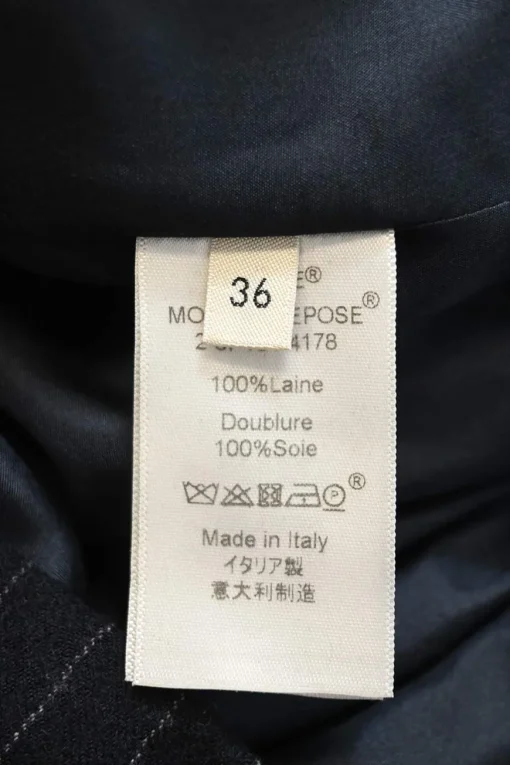 36
®
®
4178
100%Laine
Doublure
100%Soie
P
®
Made in Italy
イタリア製
意大利制造